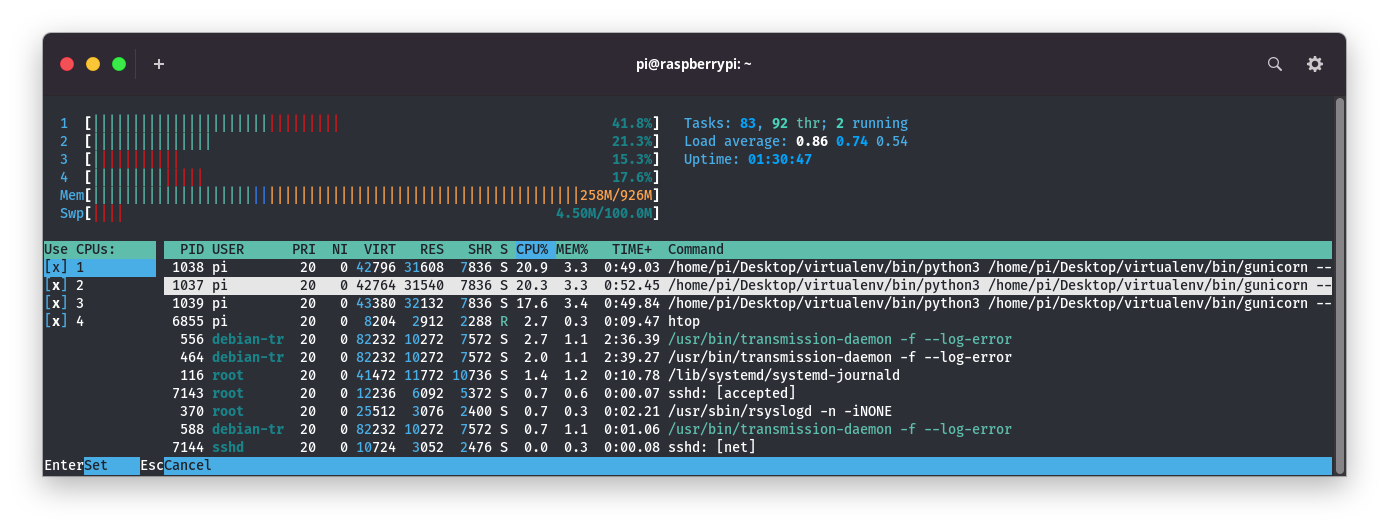 + pi@raspberrypi: ~
1 [||||||||||||||||||||||||||||||| 41.8%] Tasks: 83, 92 thr; 2 running
2 [||||||||||||||| 21.3%] Load average: 0.86 0.74 0.54
3 [||||||||||| 15.3%] Uptime: 01:30:47
4 [|||||||||||||| 17.6%]
Mem[|||||||||||||||||||||||||||||||||||||||||||||||||||||||||||||258M/926M]
Swp[|||| 4.50M/100.0M]
Use CPUs: PID USER PRI NI VIRT RES SHR S CPU% MEM% TIME+ Command
[x] 1 1038 pi 20 0 42796 31608 7836 S 20.9 3.3 0:49.03 /home/pi/Desktop/virtualenv/bin/python3 /home/pi/Desktop/virtualenv/bin/gunicorn --
[x] 2 1037 pi 20 0 42764 31540 7836 S 20.3 3.3 0:52.45 /home/pi/Desktop/virtualenv/bin/python3 /home/pi/Desktop/virtualenv/bin/gunicorn --
[x] 3 1039 pi 20 0 43380 32132 7836 S 17.6 3.4 0:49.84 /home/pi/Desktop/virtualenv/bin/python3 /home/pi/Desktop/virtualenv/bin/gunicorn --
[x] 4 6855 pi 20 0 8204 2912 2288 R 2.7 0.3 0:09.47 htop
556 debian-tr 20 0 82232 10272 7572 S 2.7 1.1 2:36.39 /usr/bin/transmission-daemon -f --log-error
464 debian-tr 20 0 82232 10272 7572 S 2.0 1.1 2:39.27 /usr/bin/transmission-daemon -f --log-error
116 root 20 0 41472 11772 10736 S 1.4 1.2 0:10.78 /lib/systemd/systemd-journald
7143 root 20 0 12236 6092 5372 S 0.7 0.6 0:00.07 sshd: [accepted]
370 root 20 0 25512 3076 2400 S 0.7 0.3 0:02.21 /usr/sbin/rsyslogd -n -iNONE
588 debian-tr 20 0 82232 10272 7572 S 0.7 1.1 0:01.06 /usr/bin/transmission-daemon -f --log-error
7144 sshd 20 0 10724 3052 2476 S 0.0 0.3 0:00.08 sshd: [net]
EnterSet EscCancel